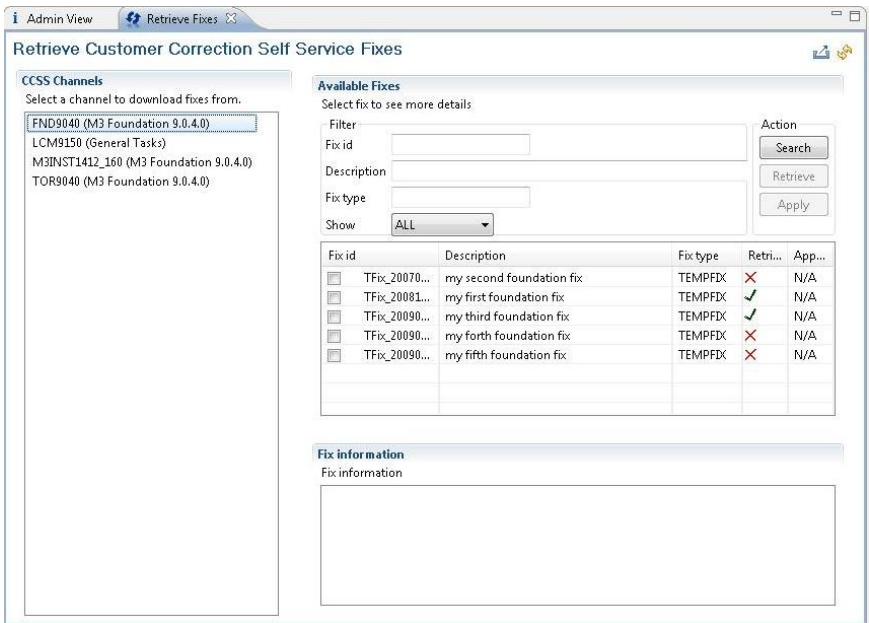 Admin View
Retrieve Fixes
Retrieve Customer Correction Self Service Fixes
CCSS Channels
Select a channel to download fixes from.
FND9040 (M3 Foundation 9.0.4.0)
LCM9150 (General Tasks)
M3INST1412_160 (M3 Foundation 9.0.4.0)
TOR9040 (M3 Foundation 9.0.4.0)
Available Fixes
Select fix to see more details
Filter
Fix id
Description
Fix type
Show ALL
Action
Search
Retrieve
Apply
Fix id Description Fix type Retri... App...
TFix_20070... my second foundation fix TEMPFIX N/A
TFix_20081... my first foundation fix TEMPFIX N/A
TFix_20090... my third foundation fix TEMPFIX N/A
TFix_20090... my forth foundation fix TEMPFIX N/A
TFix_20090... my fifth foundation fix TEMPFIX N/A
Fix information
Fix information